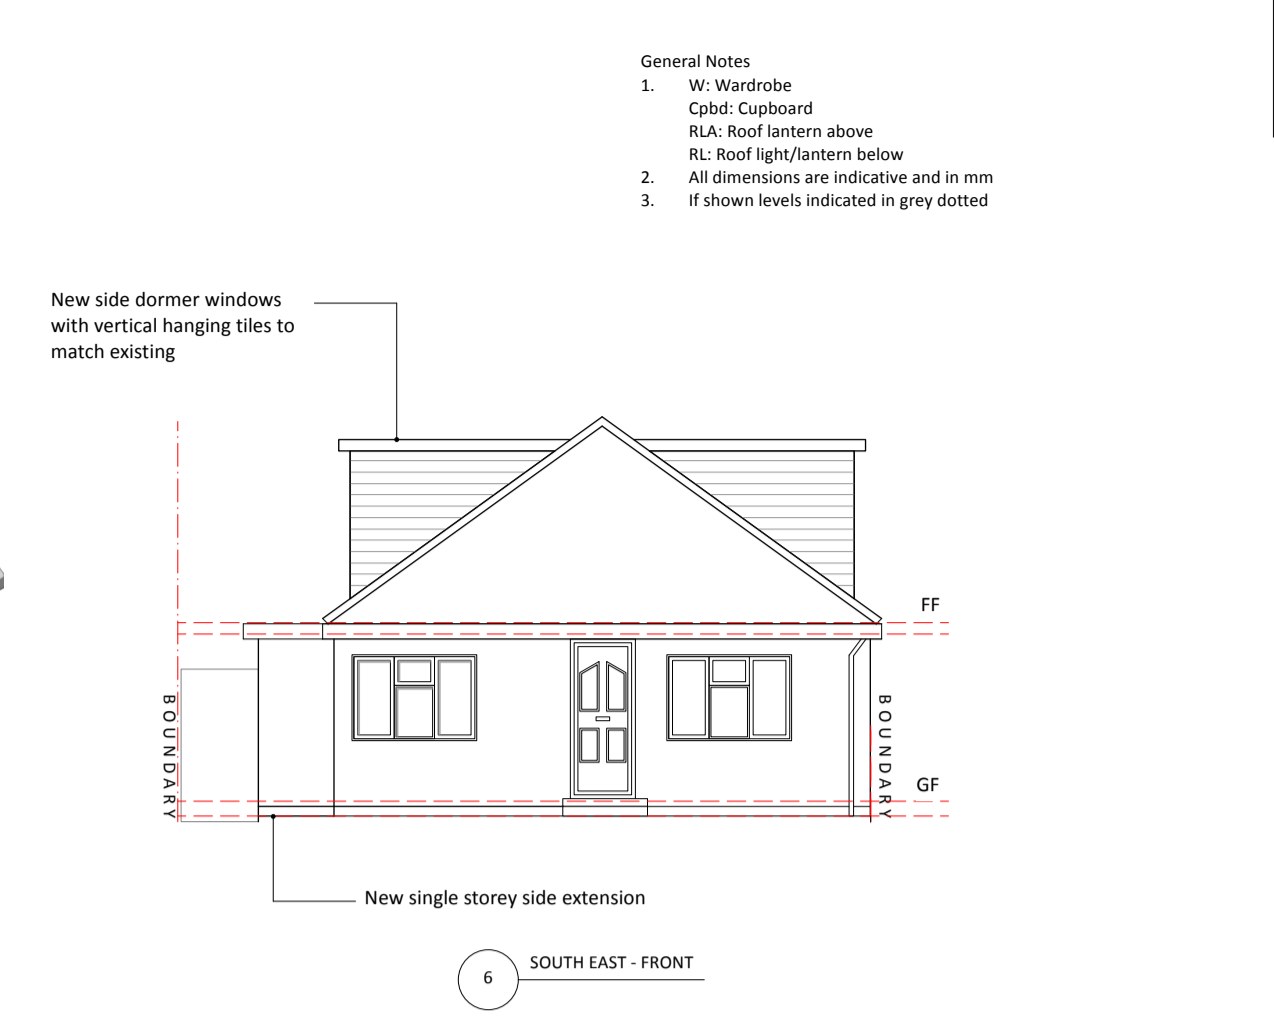 General Notes
1. W: Wardrobe
Cpbd: Cupboard
RLA: Roof lantern above
RL: Roof light/lantern below
2. All dimensions are indicative and in mm
3. If shown levels indicated in grey dotted
New side dormer windows
with vertical hanging tiles to
match existing
FF
BOUNDARY
BOUNDARY
GF
New single storey side extension
6 SOUTH EAST - FRONT